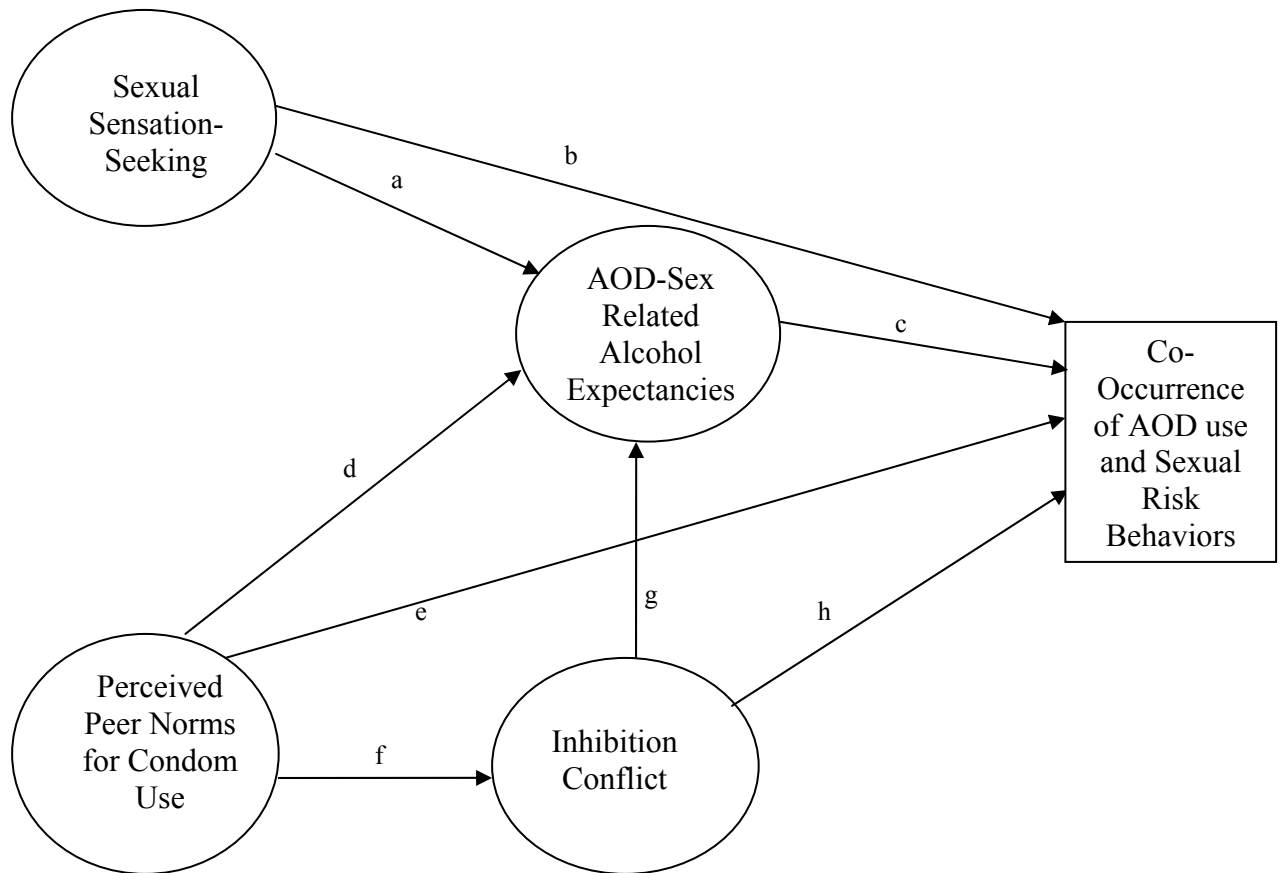 Sexual
Sensation-
Seeking
b
a
AOD-Sex
Related
Alcohol
Expectancies
c
Co-
Occurrence
of AOD use
and Sexual
Risk
Behaviors
d
e
g
h
Perceived
Peer Norms
for Condom
Use
f
Inhibition
Conflict